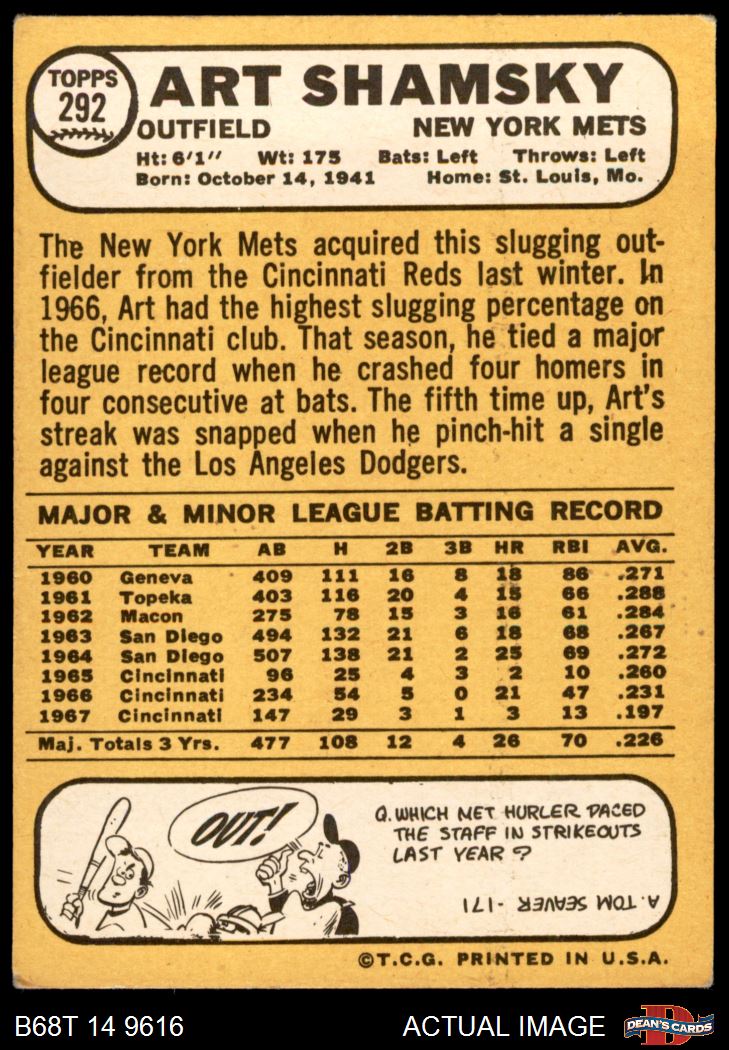 TOPPS
292
ART SHAMSKY
OUTFIELD NEW YORK METS
Ht: 6'1" Wt: 175 Bats: Left Throws: Left
Born: October 14, 1941 Home: St. Louis, Mo.
The New York Mets acquired this slugging out-
fielder from the Cincinnati Reds last winter. In
1966, Art had the highest slugging percentage on
the Cincinnati club. That season, he tied a major
league record when he crashed four homers in
four consecutive at bats. The fifth time up, Art's
streak was snapped when he pinch-hit a single
against the Los Angeles Dodgers.
MAJOR & MINOR LEAGUE BATTING RECORD
YEAR TEAM AB H 2B 3B HR RBI AVG.
1960 Geneva 409 111 16 8 18 86 .271
1961 Topeka 403 116 20 4 15 66 .288
1962 Macon 275 78 15 3 16 61 .284
1963 San Diego 494 132 21 6 18 68 .267
1964 San Diego 507 138 21 2 25 69 .272
1965 Cincinnati 96 25 4 3 2 10 .260
1966 Cincinnati 234 54 5 0 21 47 .231
1967 Cincinnati 147 29 3 1 3 13 .197
Maj. Totals 3 Yrs. 477 108 12 4 26 70 .226
OUT!
Q. WHICH MET HURLER PACED
THE STAFF IN STRIKEOUTS
LAST YEAR?
A. TOM SEAVER - 171
©T.C.G. PRINTED IN U.S.A.
B68T 14 9616 ACTUAL IMAGE
D
DEAN'S CARDS